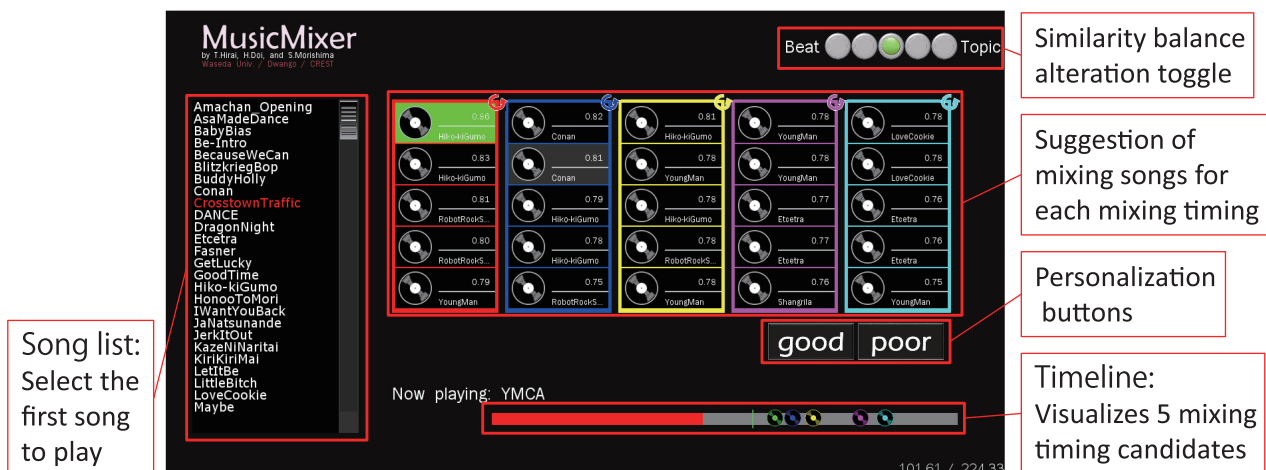 MusicMixer
by T.Hirai, H.Doi, and S.Morishima
Waseda Univ. / Dwango / CREST
Beat
Topic
Similarity balance
alteration toggle
Amachan_Opening
AsaMadeDance
BabyBias
Be-Intro
BecauseWeCan
BlitzkriegBop
BuddyHolly
Conan
CrosstownTraffic
DANCE
DragonNight
Etcetra
Fasner
GetLucky
GoodTime
Hiko-kiGumo
HonooToMori
IWantYouBack
JaNatsunande
JerkItOut
KazeNiNaritai
KiriKiriMai
LetItBe
LittleBitch
LoveCookie
Maybe
0.86
Hiko-kiGumo
0.83
Hiko-kiGumo
0.81
RobotRockS...
0.80
RobotRockS...
0.79
YoungMan
0.82
Conan
0.81
Conan
0.79
Hiko-kiGumo
0.78
Hiko-kiGumo
0.75
RobotRockS...
0.81
Hiko-kiGumo
0.78
YoungMan
0.78
Hiko-kiGumo
0.78
RobotRockS...
0.78
YoungMan
0.78
YoungMan
0.78
YoungMan
0.77
Etcetra
0.77
Etcetra
0.76
Shangrila
0.78
LoveCookie
0.78
LoveCookie
0.76
Etcetra
0.76
Etcetra
0.75
YoungMan
Suggestion of
mixing songs for
each mixing timing
good
poor
Personalization
buttons
Song list:
Select the
first song
to play
Now playing: YMCA
Timeline:
Visualizes 5 mixing
timing candidates
101.61 / 224.33